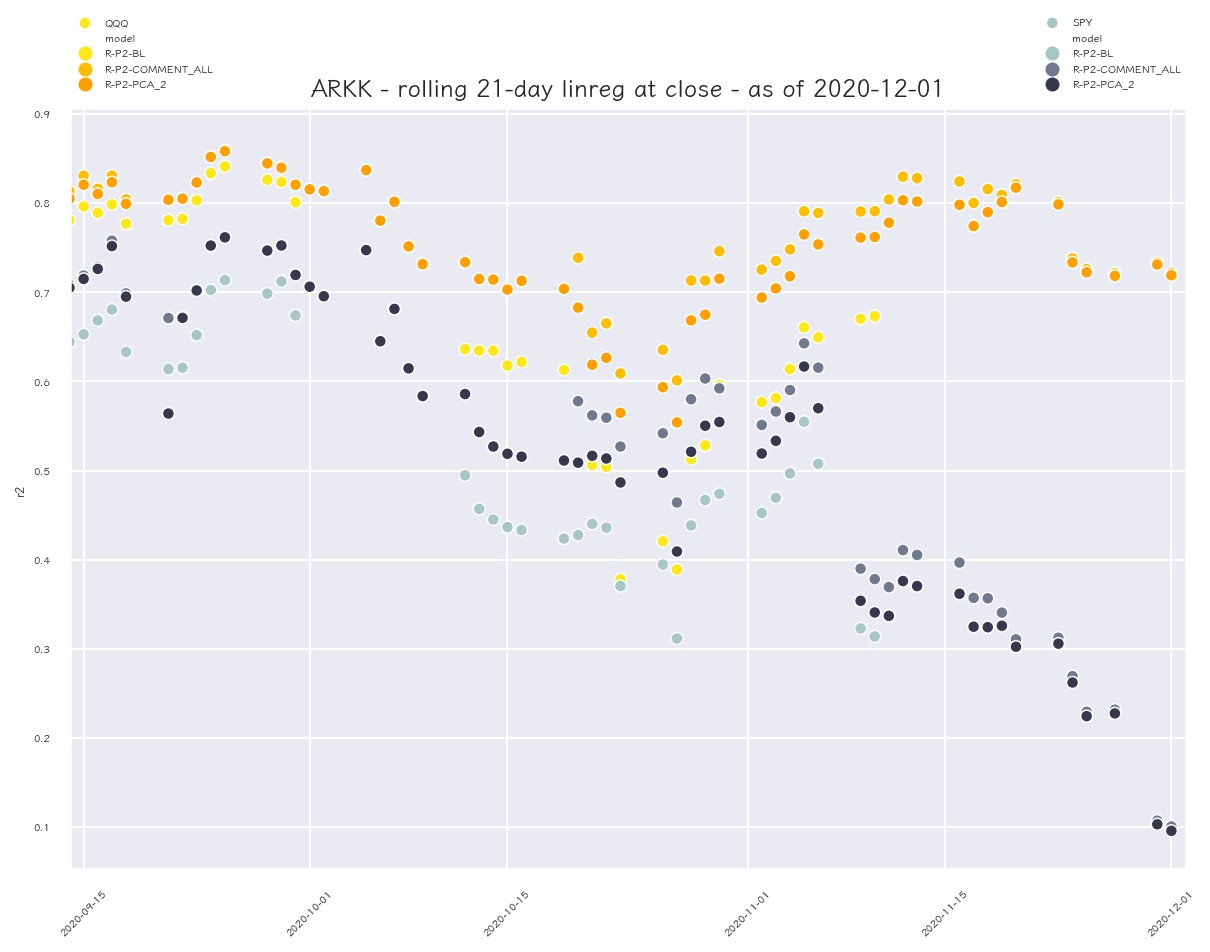 QQQ
model
R-P2-BL
R-P2-COMMENT_ALL
R-P2-PCA_2
SPY
model
R-P2-BL
R-P2-COMMENT_ALL
R-P2-PCA_2
ARKK - rolling 21-day linreg at close - as of 2020-12-01
0.9
0.8
0.7
0.6
0.5
0.4
0.3
0.2
0.1
r2
2020-09-15
2020-10-01
2020-10-15
2020-11-01
2020-11-15
2020-12-01